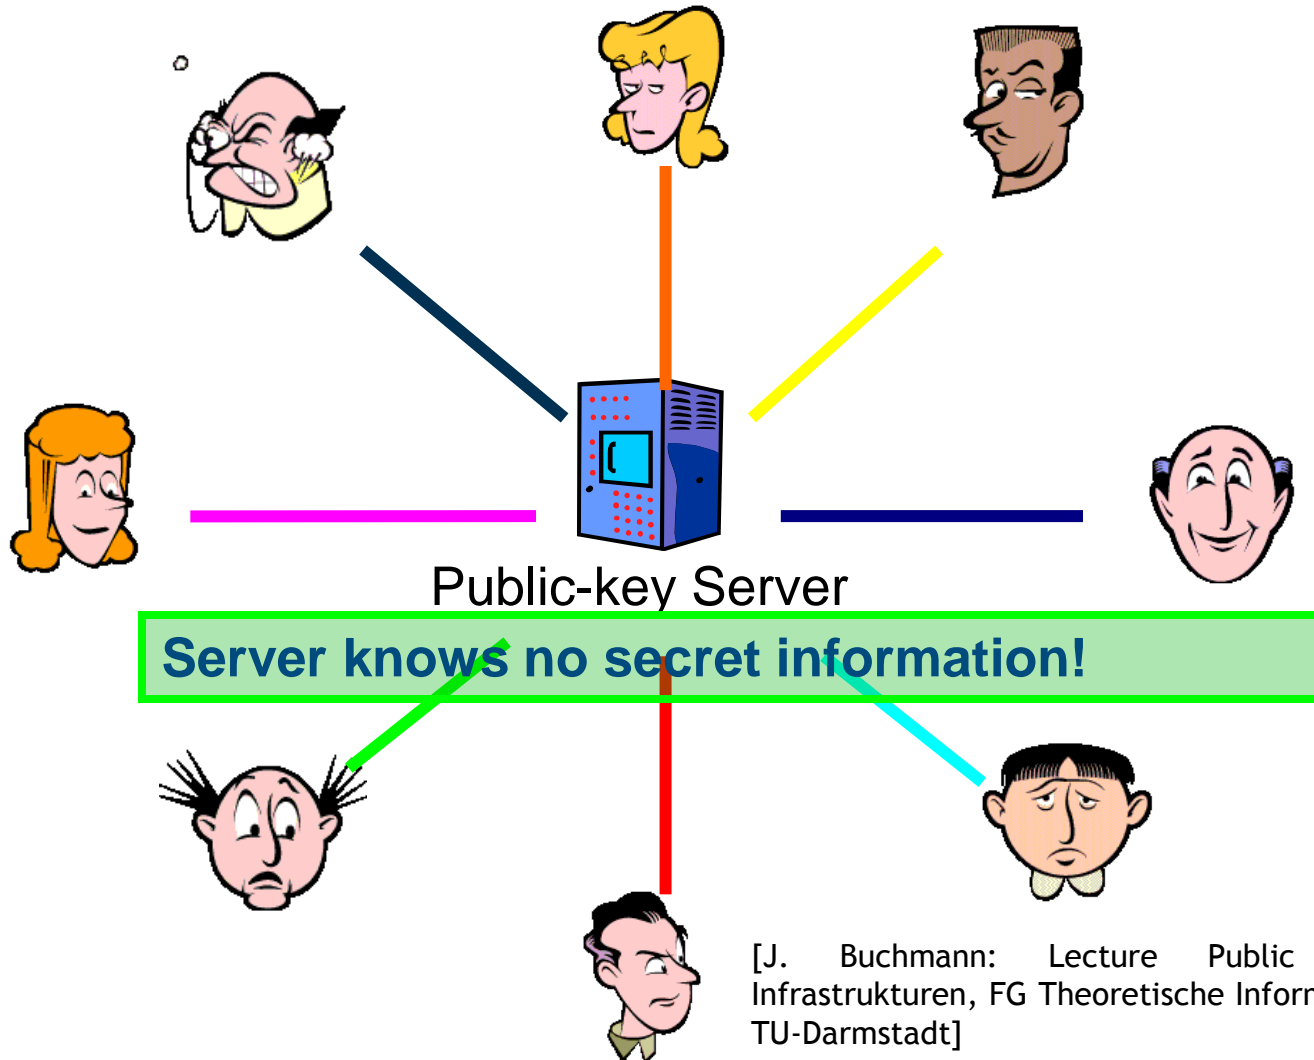 Public-key Server
Server knows no secret information!
[J. Buchmann: Lecture Public
Infrastrukturen, FG Theoretische Infor
TU-Darmstadt]